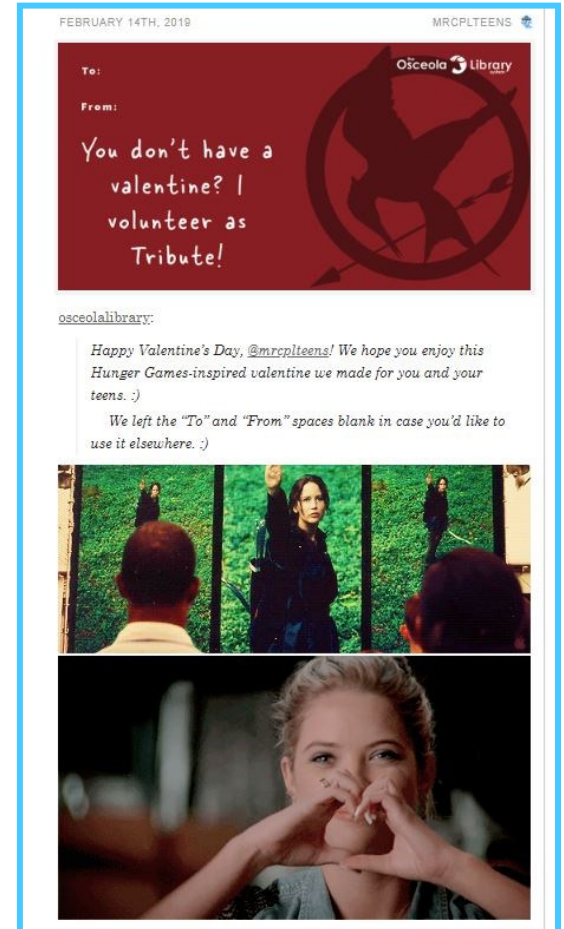 FEBRUARY 14TH, 2019 MRCPLTEENS
To:
the
Osceola Library
system
From:
You don't have a
valentine? I
volunteer as
Tribute!
osceolalibrary:
Happy Valentine's Day, @mrcplteens! We hope you enjoy this
Hunger Games-inspired valentine we made for you and your
teens. :)
We left the “To” and “From” spaces blank in case you'd like to
use it elsewhere. :)